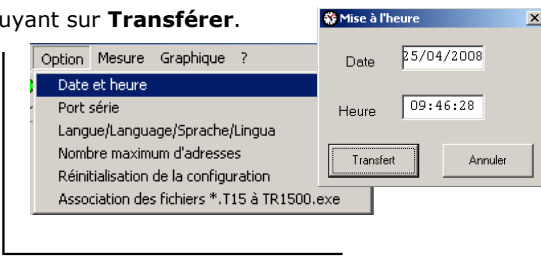 uyant sur Transférer.
Option Mesure Graphique ?
Date et heure
Port série
Langue/Language/Sprache/Lingua
Nombre maximum d'adresses
Réinitialisation de la configuration
Association des fichiers *.T15 à TR1500.exe
Mise à l'heure
Date 25/04/2008
Heure 09:46:28
Transfert Annuler